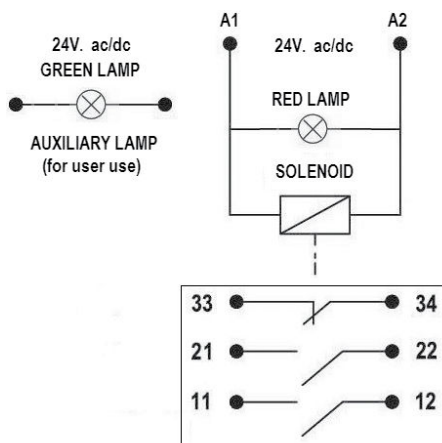 24V. ac/dc
GREEN LAMP
AUXILIARY LAMP
(for user use)
A1
A2
24V. ac/dc
RED LAMP
SOLENOID
33
34
21
22
11
12